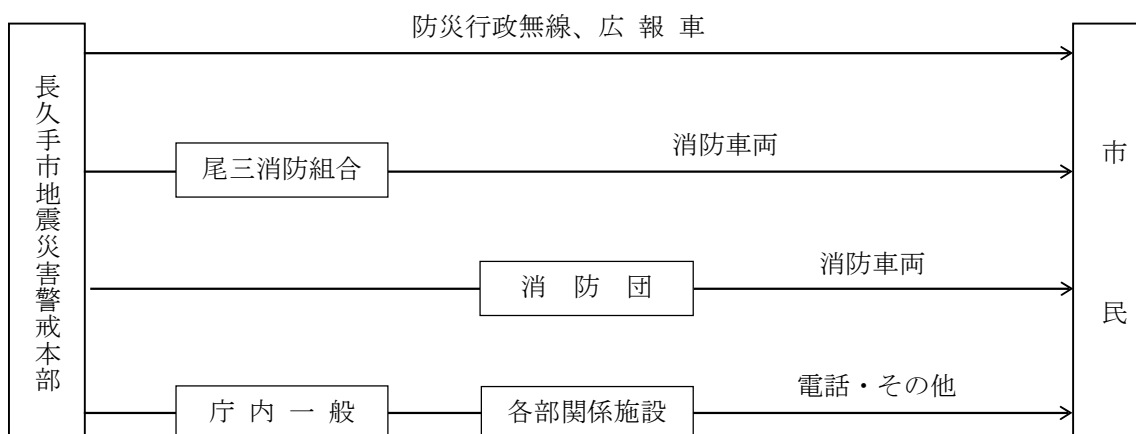 防災行政無線、広 報 車
長久手市地震災害警戒本部
尾三消防組合
消防車両
消 防 団
消防車両
庁 内 一 般
各部関係施設
電話・その他
市 民